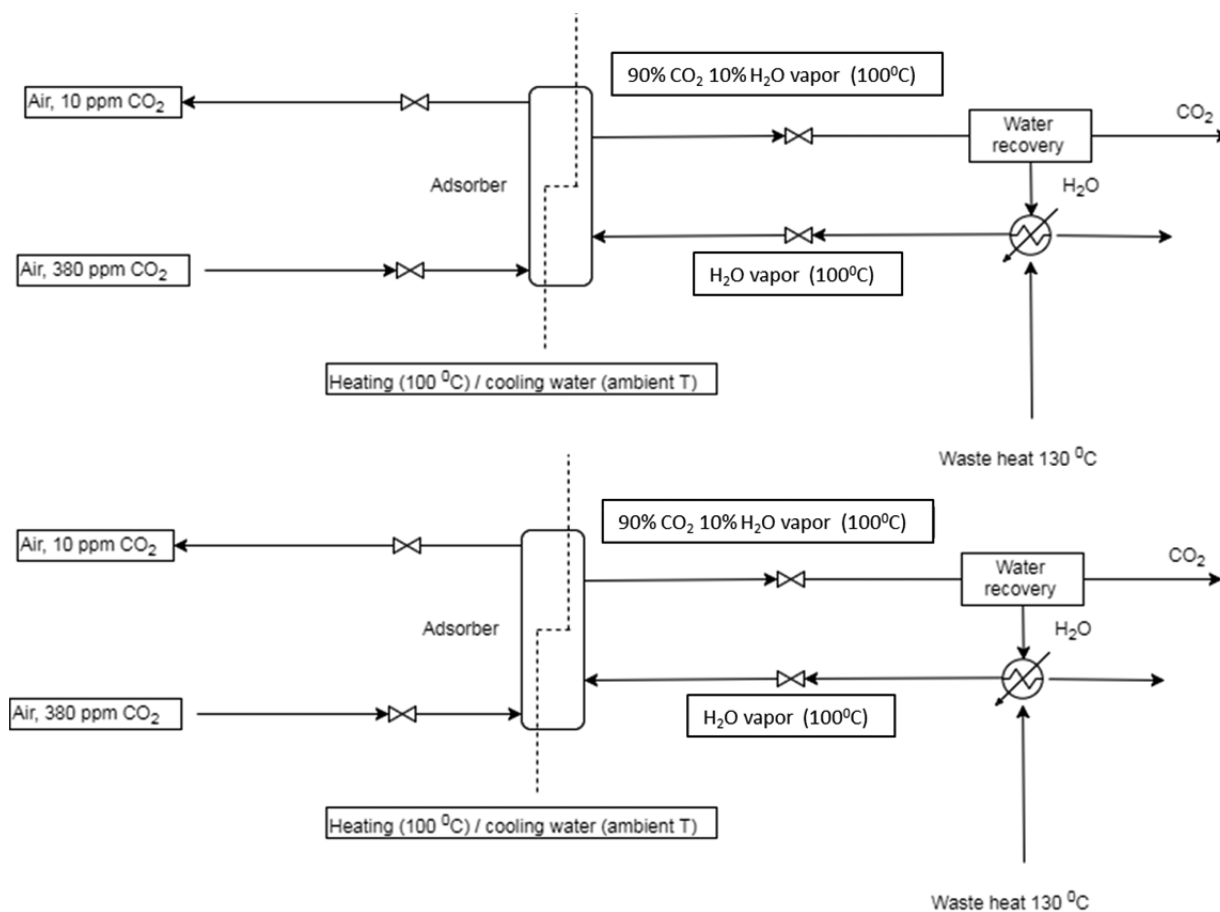 90% CO₂ 10% H₂O vapor (100⁰C)
Air, 10 ppm CO₂
CO₂
Water
recovery
Adsorber
H₂O
Air, 380 ppm CO₂
H₂O vapor (100⁰C)
Heating (100 ⁰C) / cooling water (ambient T)
Waste heat 130 ⁰C
90% CO₂ 10% H₂O vapor (100⁰C)
Air, 10 ppm CO₂
CO₂
Water
recovery
Adsorber
H₂O
Air, 380 ppm CO₂
H₂O vapor (100⁰C)
Heating (100 ⁰C) / cooling water (ambient T)
Waste heat 130 ⁰C